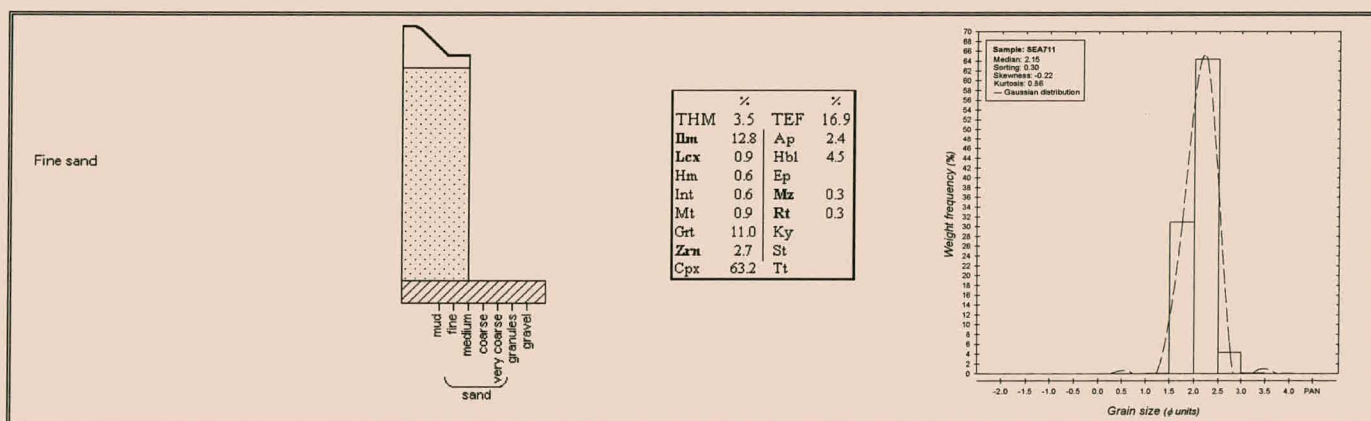 Fine sand
mud
fine
medium
coarse
very coarse
granules
gravel
sand
% %
THM 3.5 TEF 16.9
Ilm 12.8 Ap 2.4
Lcx 0.9 Hbl 4.5
Hm 0.6 Ep
Int 0.6 Mz 0.3
Mt 0.9 Rt 0.3
Grt 11.0 Ky
Zrn 2.7 St
Cpx 63.2 Tt
Sample: SEA711
Median: 2.15
Sorting: 0.30
Skewness: -0.22
Kurtosis: 0.86
— Gaussian distribution
Weight frequency (%)
70
68
66
64
62
60
58
56
54
52
50
48
46
44
42
40
38
36
34
32
30
28
26
24
22
20
18
16
14
12
10
8
6
4
2
0
-2.0 -1.5 -1.0 -0.5 0.0 0.5 1.0 1.5 2.0 2.5 3.0 3.5 4.0 PAN
Grain size (ϕ units)